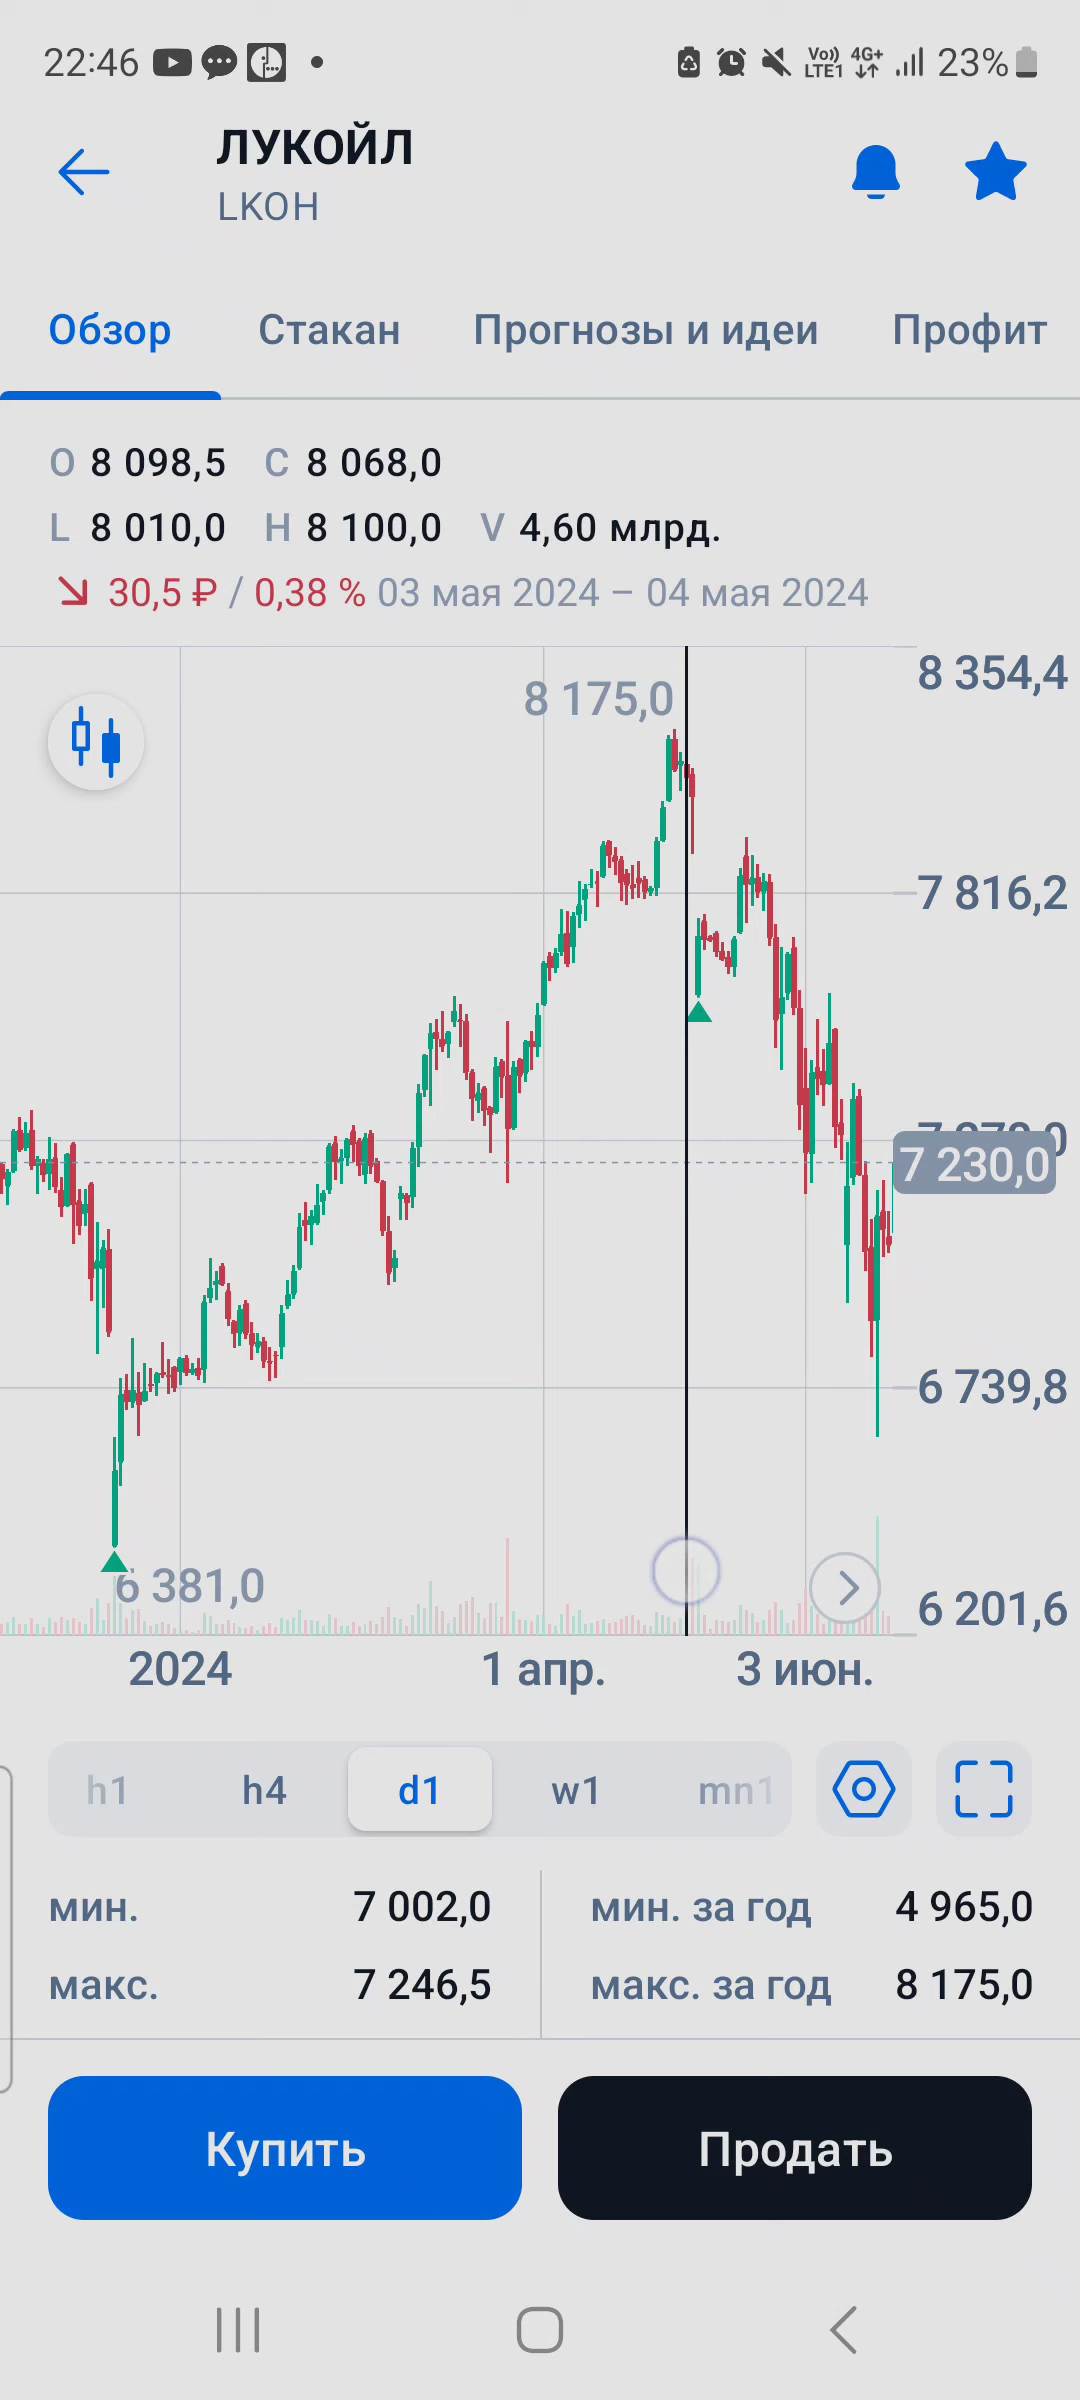 22:46 Vo)) LTE1 4G+ 23%
ЛУКОЙЛ
LKOH
Обзор Стакан Прогнозы и идеи Профит
O 8 098,5 C 8 068,0
L 8 010,0 H 8 100,0 V 4,60 млрд.
30,5 ₽ / 0,38 % 03 мая 2024 – 04 мая 2024
8 354,4
8 175,0
7 816,2
7 230,0
6 739,8
6 381,0
6 201,6
2024 1 апр. 3 июн.
h1 h4 d1 w1 mn1
мин. 7 002,0 мин. за год 4 965,0
макс. 7 246,5 макс. за год 8 175,0
Купить Продать